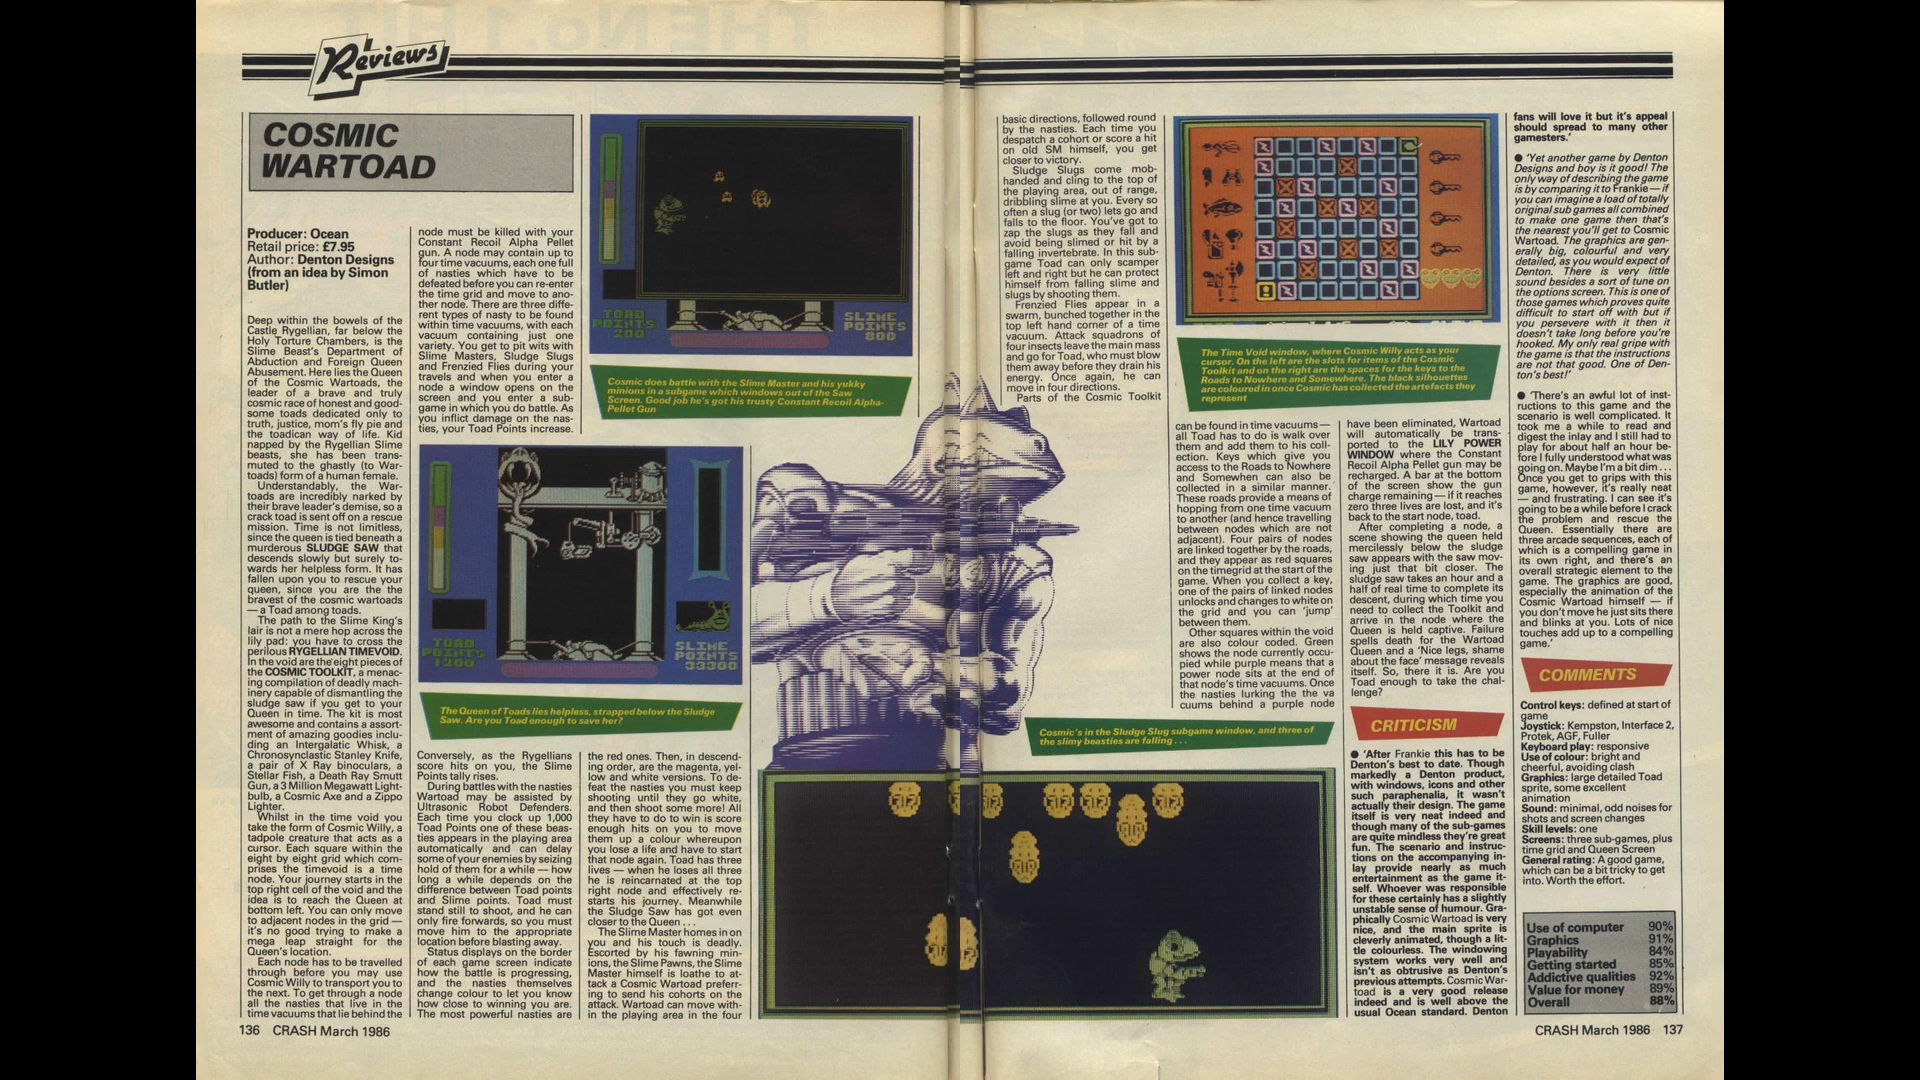 Reviews
COSMIC
WARTOAD
Producer: Ocean
Retail price: £7.95
Author: Denton Designs
(from an idea by Simon
Butler)
Deep within the bowels of the
Castle Rygellian, far below the
Holy Torture Chambers, is the
Slime Beast's Department of
Abduction and Foreign Queen
Abusement. Here lies the Queen
of the Cosmic Wartoads, the
leader of a brave and truly
cosmic race of honest and good-
some toads dedicated only to
truth, justice, mom's fly pie and
the toadican way of life. Kid
napped by the Rygellian Slime
beasts, she has been trans-
muted to the ghastly (to War-
toads) form of a human female.
Understandably, the War-
toads are incredibly narked by
their brave leader's demise, so a
crack toad is sent off on a rescue
mission. Time is not limitless,
since the queen is tied beneath a
murderous SLUDGE SAW that
descends slowly but surely to-
wards her helpless form. It has
fallen upon you to rescue your
queen, since you are the the
bravest of the cosmic wartoads
— a Toad among toads.
The path to the Slime King's
lair is not a mere hop across the
lily pad: you have to cross the
perilous RYGELLIAN TIMEVOID.
In the void are the eight pieces of
the COSMIC TOOLKIT, a menac-
ing compilation of deadly mach-
inery capable of dismantling the
sludge saw if you get to your
Queen in time. The kit is most
awesome and contains a assort-
ment of amazing goodies inclu-
ding an Intergalatic Whisk, a
Chronosynclastic Stanley Knife,
a pair of X Ray binoculars, a
Stellar Fish, a Death Ray Smutt
Gun, a 3 Million Megawatt Light-
bulb, a Cosmic Axe and a Zippo
Lighter.
Whilst in the time void you
take the form of Cosmic Willy, a
tadpole creature that acts as a
cursor. Each square within the
eight by eight grid which com-
prises the timevoid is a time
node. Your journey starts in the
top right cell of the void and the
idea is to reach the Queen at
bottom left. You can only move
to adjacent nodes in the grid —
it's no good trying to make a
mega leap straight for the
Queen's location.
Each node has to be travelled
through before you may use
Cosmic Willy to transport you to
the next. To get through a node
all the nasties that live in the
time vacuums that lie behind the
node must be killed with your
Constant Recoil Alpha Pellet
gun. A node may contain up to
four time vacuums, each one full
of nasties which have to be
defeated before you can re-enter
the time grid and move to ano-
ther node. There are three diffe-
rent types of nasty to be found
within time vacuums, with each
vacuum containing just one
variety. You get to pit wits with
Slime Masters, Sludge Slugs
and Frenzied Flies during your
travels and when you enter a
node a window opens on the
screen and you enter a sub-
game in which you do battle. As
you inflict damage on the nas-
ties, your Toad Points increase.
TOAD
POINTS
200
SLIME
POINTS
800
Cosmic does battle with the Slime Master and his yukky
minions in a subgame which windows out of the Saw
Screen. Good job he's got his trusty Constant Recoil Alpha-
Pellet Gun
TOAD
POINTS
1200
SLIME
POINTS
33300
The Queen of Toads lies helpless, strapped below the Sludge
Saw. Are you Toad enough to save her?
Conversely, as the Rygellians
score hits on you, the Slime
Points tally rises.
During battles with the nasties
Wartoad may be assisted by
Ultrasonic Robot Defenders.
Each time you clock up 1,000
Toad Points one of these beas-
ties appears in the playing area
automatically and can delay
some of your enemies by seizing
hold of them for a while — how
long a while depends on the
difference between Toad points
and Slime points. Toad must
stand still to shoot, and he can
only fire forwards, so you must
move him to the appropriate
location before blasting away.
Status displays on the border
of each game screen indicate
how the battle is progressing,
and the nasties themselves
change colour to let you know
how close to winning you are.
The most powerful nasties are
the red ones. Then, in descend-
ing order, are the magenta, yel-
low and white versions. To de-
feat the nasties you must keep
shooting until they go white,
and then shoot some more! All
they have to do to win is score
enough hits on you to move
them up a colour whereupon
you lose a life and have to start
that node again. Toad has three
lives — when he loses all three
he is reincarnated at the top
right node and effectively re-
starts his journey. Meanwhile
the Sludge Saw has got even
closer to the Queen . . .
The Slime Master homes in on
you and his touch is deadly.
Escorted by his fawning min-
ions, the Slime Pawns, the Slime
Master himself is loathe to at-
tack a Cosmic Wartoad preferr-
ing to send his cohorts on the
attack. Wartoad can move with-
in the playing area in the four
136 CRASH March 1986
basic directions, followed round
by the nasties. Each time you
despatch a cohort or score a hit
on old SM himself, you get
closer to victory.
Sludge Slugs come mob-
handed and cling to the top of
the playing area, out of range,
dribbling slime at you. Every so
often a slug (or two) lets go and
falls to the floor. You've got to
zap the slugs as they fall and
avoid being slimed or hit by a
falling invertebrate. In this sub-
game Toad can only scamper
left and right but he can protect
himself from falling slime and
slugs by shooting them.
Frenzied Flies appear in a
swarm, bunched together in the
top left hand corner of a time
vacuum. Attack squadrons of
four insects leave the main mass
and go for Toad, who must blow
them away before they drain his
energy. Once again, he can
move in four directions.
Parts of the Cosmic Toolkit
The Time Void window, where Cosmic Willy acts as your
cursor. On the left are the slots for items of the Cosmic
Toolkit and on the right are the spaces for the keys to the
Roads to Nowhere and Somewhere. The black silhouettes
are coloured in once Cosmic has collected the artefacts they
represent
can be found in time vacuums —
all Toad has to do is walk over
them and add them to his coll-
ection. Keys which give you
access to the Roads to Nowhere
and Somewhen can also be
collected in a similar manner.
These roads provide a means of
hopping from one time vacuum
to another (and hence travelling
between nodes which are not
adjacent). Four pairs of nodes
are linked together by the roads,
and they appear as red squares
on the timegrid at the start of the
game. When you collect a key,
one of the pairs of linked nodes
unlocks and changes to white on
the grid and you can 'jump'
between them.
Other squares within the void
are also colour coded. Green
shows the node currently occu-
pied while purple means that a
power node sits at the end of
that node's time vacuums. Once
the nasties lurking the the va
cuums behind a purple node
have been eliminated, Wartoad
will automatically be trans-
ported to the LILY POWER
WINDOW where the Constant
Recoil Alpha Pellet gun may be
recharged. A bar at the bottom
of the screen show the gun
charge remaining — if it reaches
zero three lives are lost, and it's
back to the start node, toad.
After completing a node, a
scene showing the queen held
mercilessly below the sludge
saw appears with the saw mov-
ing just that bit closer. The
sludge saw takes an hour and a
half of real time to complete its
descent, during which time you
need to collect the Toolkit and
arrive in the node where the
Queen is held captive. Failure
spells death for the Wartoad
Queen and a 'Nice legs, shame
about the face' message reveals
itself. So, there it is. Are you
Toad enough to take the chal-
lenge?
Cosmic's in the Sludge Slug subgame window, and three of
the slimy beasties are falling . . .
CRITICISM
● 'After Frankie this has to be
Denton's best to date. Though
markedly a Denton product,
with windows, icons and other
such paraphenalia, it wasn't
actually their design. The game
itself is very neat indeed and
though many of the sub-games
are quite mindless they're great
fun. The scenario and instruc-
tions on the accompanying in-
lay provide nearly as much
entertainment as the game it-
self. Whoever was responsible
for these certainly has a slightly
unstable sense of humour. Gra-
phically Cosmic Wartoad is very
nice, and the main sprite is
cleverly animated, though a lit-
tle colourless. The windowing
system works very well and
isn't as obtrusive as Denton's
previous attempts. Cosmic War-
toad is a very good release
indeed and is well above the
usual Ocean standard. Denton
fans will love it but it's appeal
should spread to many other
gamesters.'
● 'Yet another game by Denton
Designs and boy is it good! The
only way of describing the game
is by comparing it to Frankie — if
you can imagine a load of totally
original sub games all combined
to make one game then that's
the nearest you'll get to Cosmic
Wartoad. The graphics are gen-
erally big, colourful and very
detailed, as you would expect of
Denton. There is very little
sound besides a sort of tune on
the options screen. This is one of
those games which proves quite
difficult to start off with but if
you persevere with it then it
doesn't take long before you're
hooked. My only real gripe with
the game is that the instructions
are not that good. One of Den-
ton's best!'
● 'There's an awful lot of inst-
ructions to this game and the
scenario is well complicated. It
took me a while to read and
digest the inlay and I still had to
play for about half an hour be-
fore I fully understood what was
going on. Maybe I'm a bit dim . . .
Once you get to grips with this
game, however, it's really neat
— and frustrating. I can see it's
going to be a while before I crack
the problem and rescue the
Queen. Essentially there are
three arcade sequences, each of
which is a compelling game in
its own right, and there's an
overall strategic element to the
game. The graphics are good,
especially the animation of the
Cosmic Wartoad himself — if
you don't move he just sits there
and blinks at you. Lots of nice
touches add up to a compelling
game.'
COMMENTS
Control keys: defined at start of
game
Joystick: Kempston, Interface 2,
Protek, AGF, Fuller
Keyboard play: responsive
Use of colour: bright and
cheerful, avoiding clash
Graphics: large detailed Toad
sprite, some excellent
animation
Sound: minimal, odd noises for
shots and screen changes
Skill levels: one
Screens: three sub-games, plus
time grid and Queen Screen
General rating: A good game,
which can be a bit tricky to get
into. Worth the effort.
Use of computer 90%
Graphics 91%
Playability 84%
Getting started 85%
Addictive qualities 92%
Value for money 89%
Overall 88%
CRASH March 1986 137